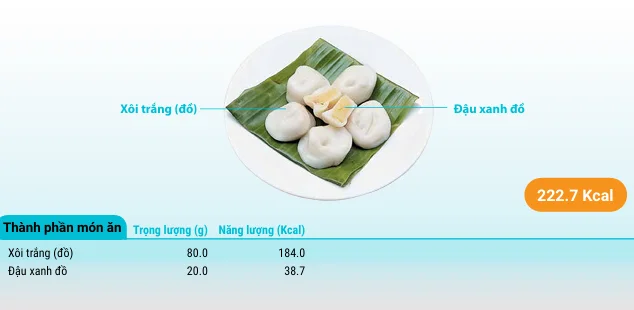 Xôi trắng (đồ)
Đậu xanh đồ
222.7 Kcal
Thành phần món ăn Trọng lượng (g) Năng lượng (Kcal)
Xôi trắng (đồ) 80.0 184.0
Đậu xanh đồ 20.0 38.7